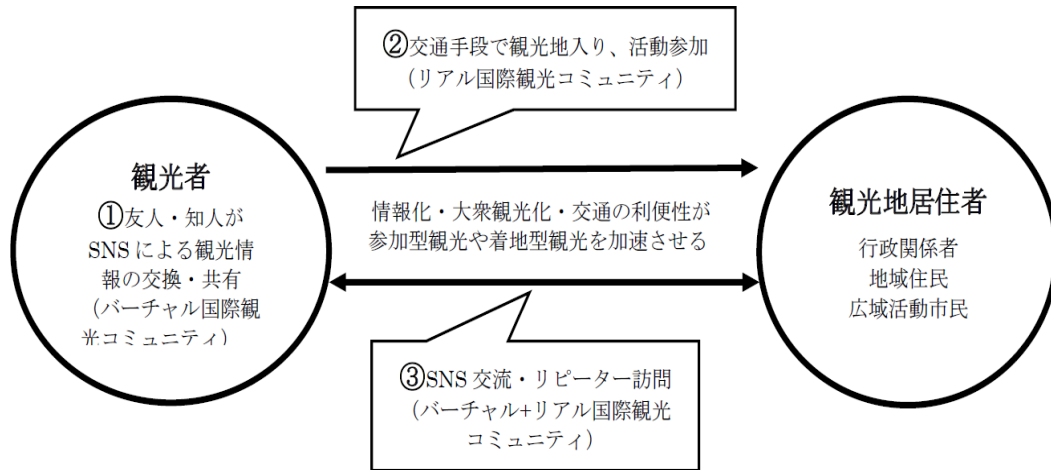 ②交通手段で観光地入り、活動参加
(リアル国際観光コミュニティ)
観光者
①友人・知人が
SNSによる観光情
報の交換・共有
(バーチャル国際観
光コミュニティ)
情報化・大衆観光化・交通の利便性が
参加型観光や着地型観光を加速させる
観光地居住者
行政関係者
地域住民
広域活動市民
③SNS交流・リピーター訪問
(バーチャル+リアル国際観光
コミュニティ)